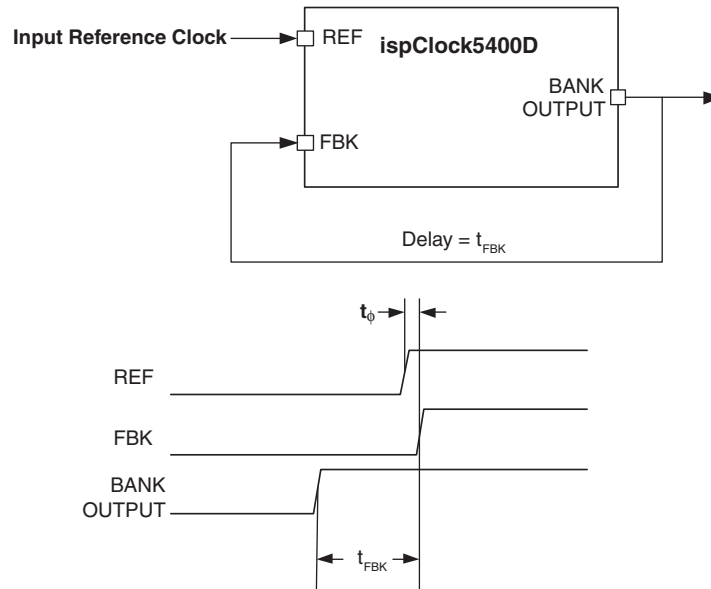 Input Reference Clock
REF
ispClock5400D
BANK
OUTPUT
FBK
Delay = tFBK
tϕ
REF
FBK
BANK
OUTPUT
tFBK